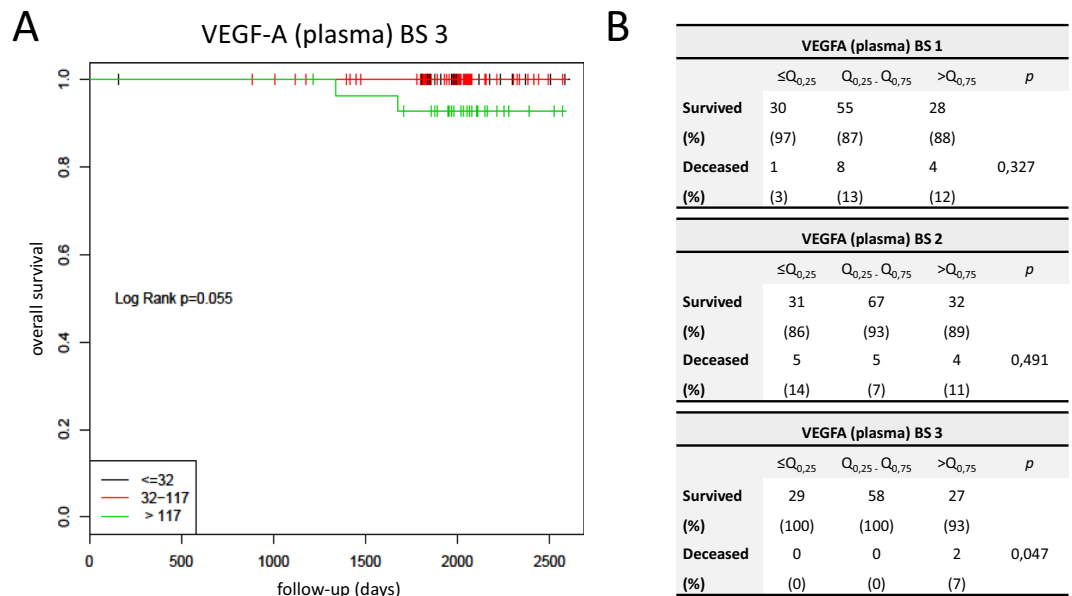 A
VEGF-A (plasma) BS 3
overall survival
1.0
0.8
0.6
0.4
0.2
0.0
Log Rank p=0.055
<=32
32−117
> 117
0 500 1000 1500 2000 2500
follow-up (days)
B
VEGFA (plasma) BS 1
≤Q0,25 Q0,25 - Q0,75 >Q0,75 p
Survived 30 55 28
(%) (97) (87) (88)
Deceased 1 8 4 0,327
(%) (3) (13) (12)
VEGFA (plasma) BS 2
≤Q0,25 Q0,25 - Q0,75 >Q0,75 p
Survived 31 67 32
(%) (86) (93) (89)
Deceased 5 5 4 0,491
(%) (14) (7) (11)
VEGFA (plasma) BS 3
≤Q0,25 Q0,25 - Q0,75 >Q0,75 p
Survived 29 58 27
(%) (100) (100) (93)
Deceased 0 0 2 0,047
(%) (0) (0) (7)